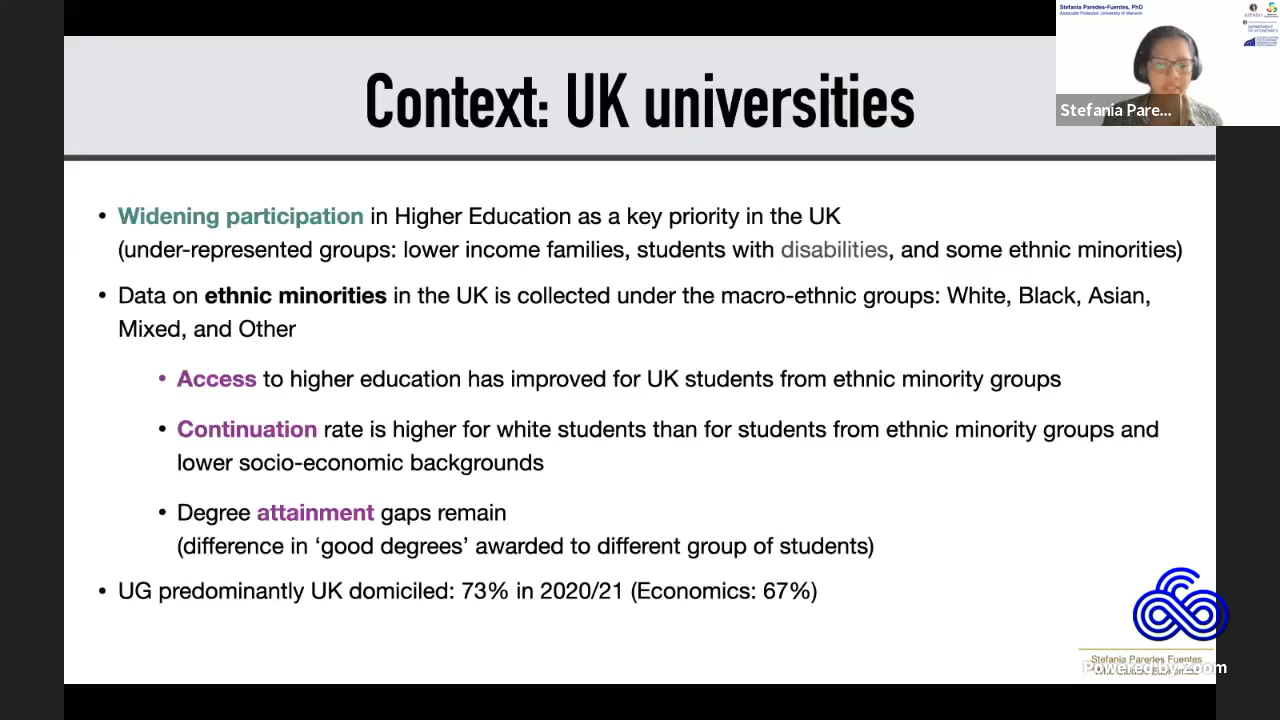 Stefania Paredes-Fuentes, PhD
Associate Professor, University of Warwick
ATENEO
DEPARTMENT
OF ECONOMICS
Stefania Pare...
Context: UK universities
• Widening participation in Higher Education as a key priority in the UK
(under-represented groups: lower income families, students with disabilities, and some ethnic minorities)
• Data on ethnic minorities in the UK is collected under the macro-ethnic groups: White, Black, Asian,
Mixed, and Other
• Access to higher education has improved for UK students from ethnic minority groups
• Continuation rate is higher for white students than for students from ethnic minority groups and
lower socio-economic backgrounds
• Degree attainment gaps remain
(difference in ‘good degrees’ awarded to different group of students)
• UG predominantly UK domiciled: 73% in 2020/21 (Economics: 67%)
Stefania Paredes Fuentes
Powered by Zoom